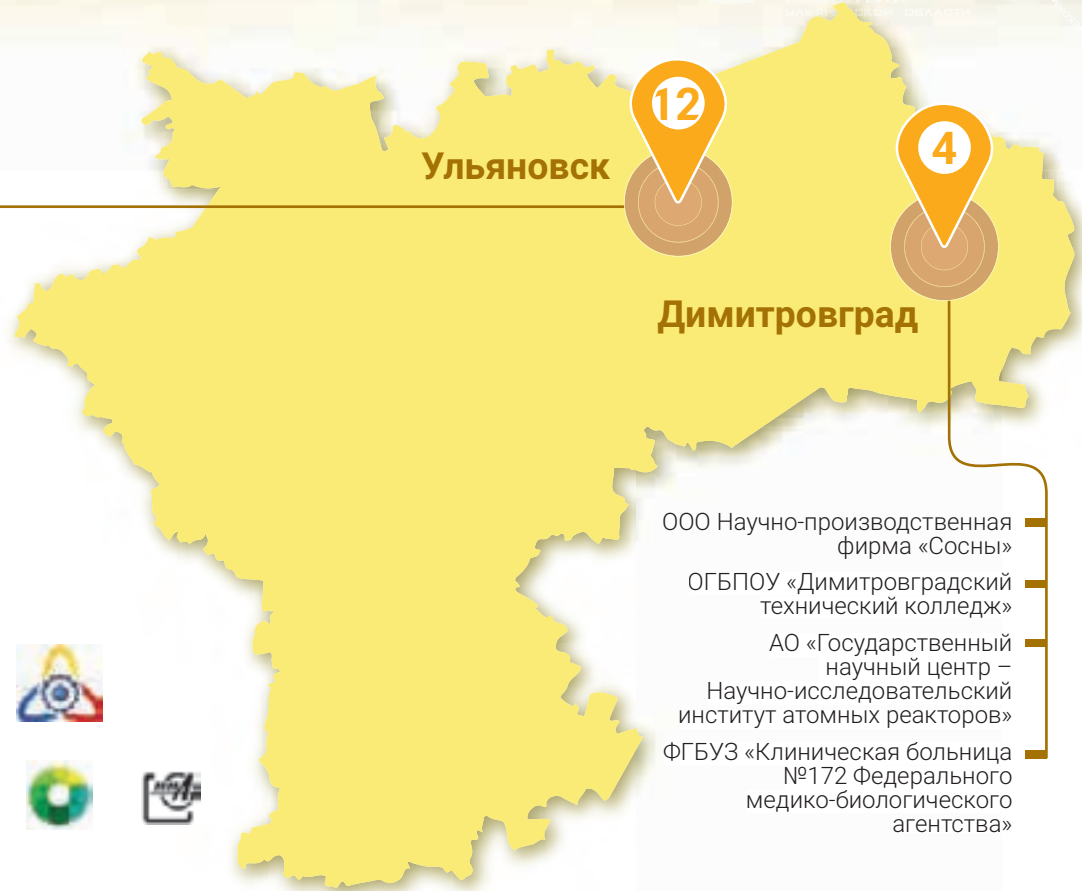 12
4
Ульяновск
Димитровград
ООО Научно-производственная
фирма «Сосны»
ОГБПОУ «Димитровградский
технический колледж»
АО «Государственный
научный центр –
Научно-исследовательский
институт атомных реакторов»
ФГБУЗ «Клиническая больница
№172 Федерального
медико-биологического
агентства»